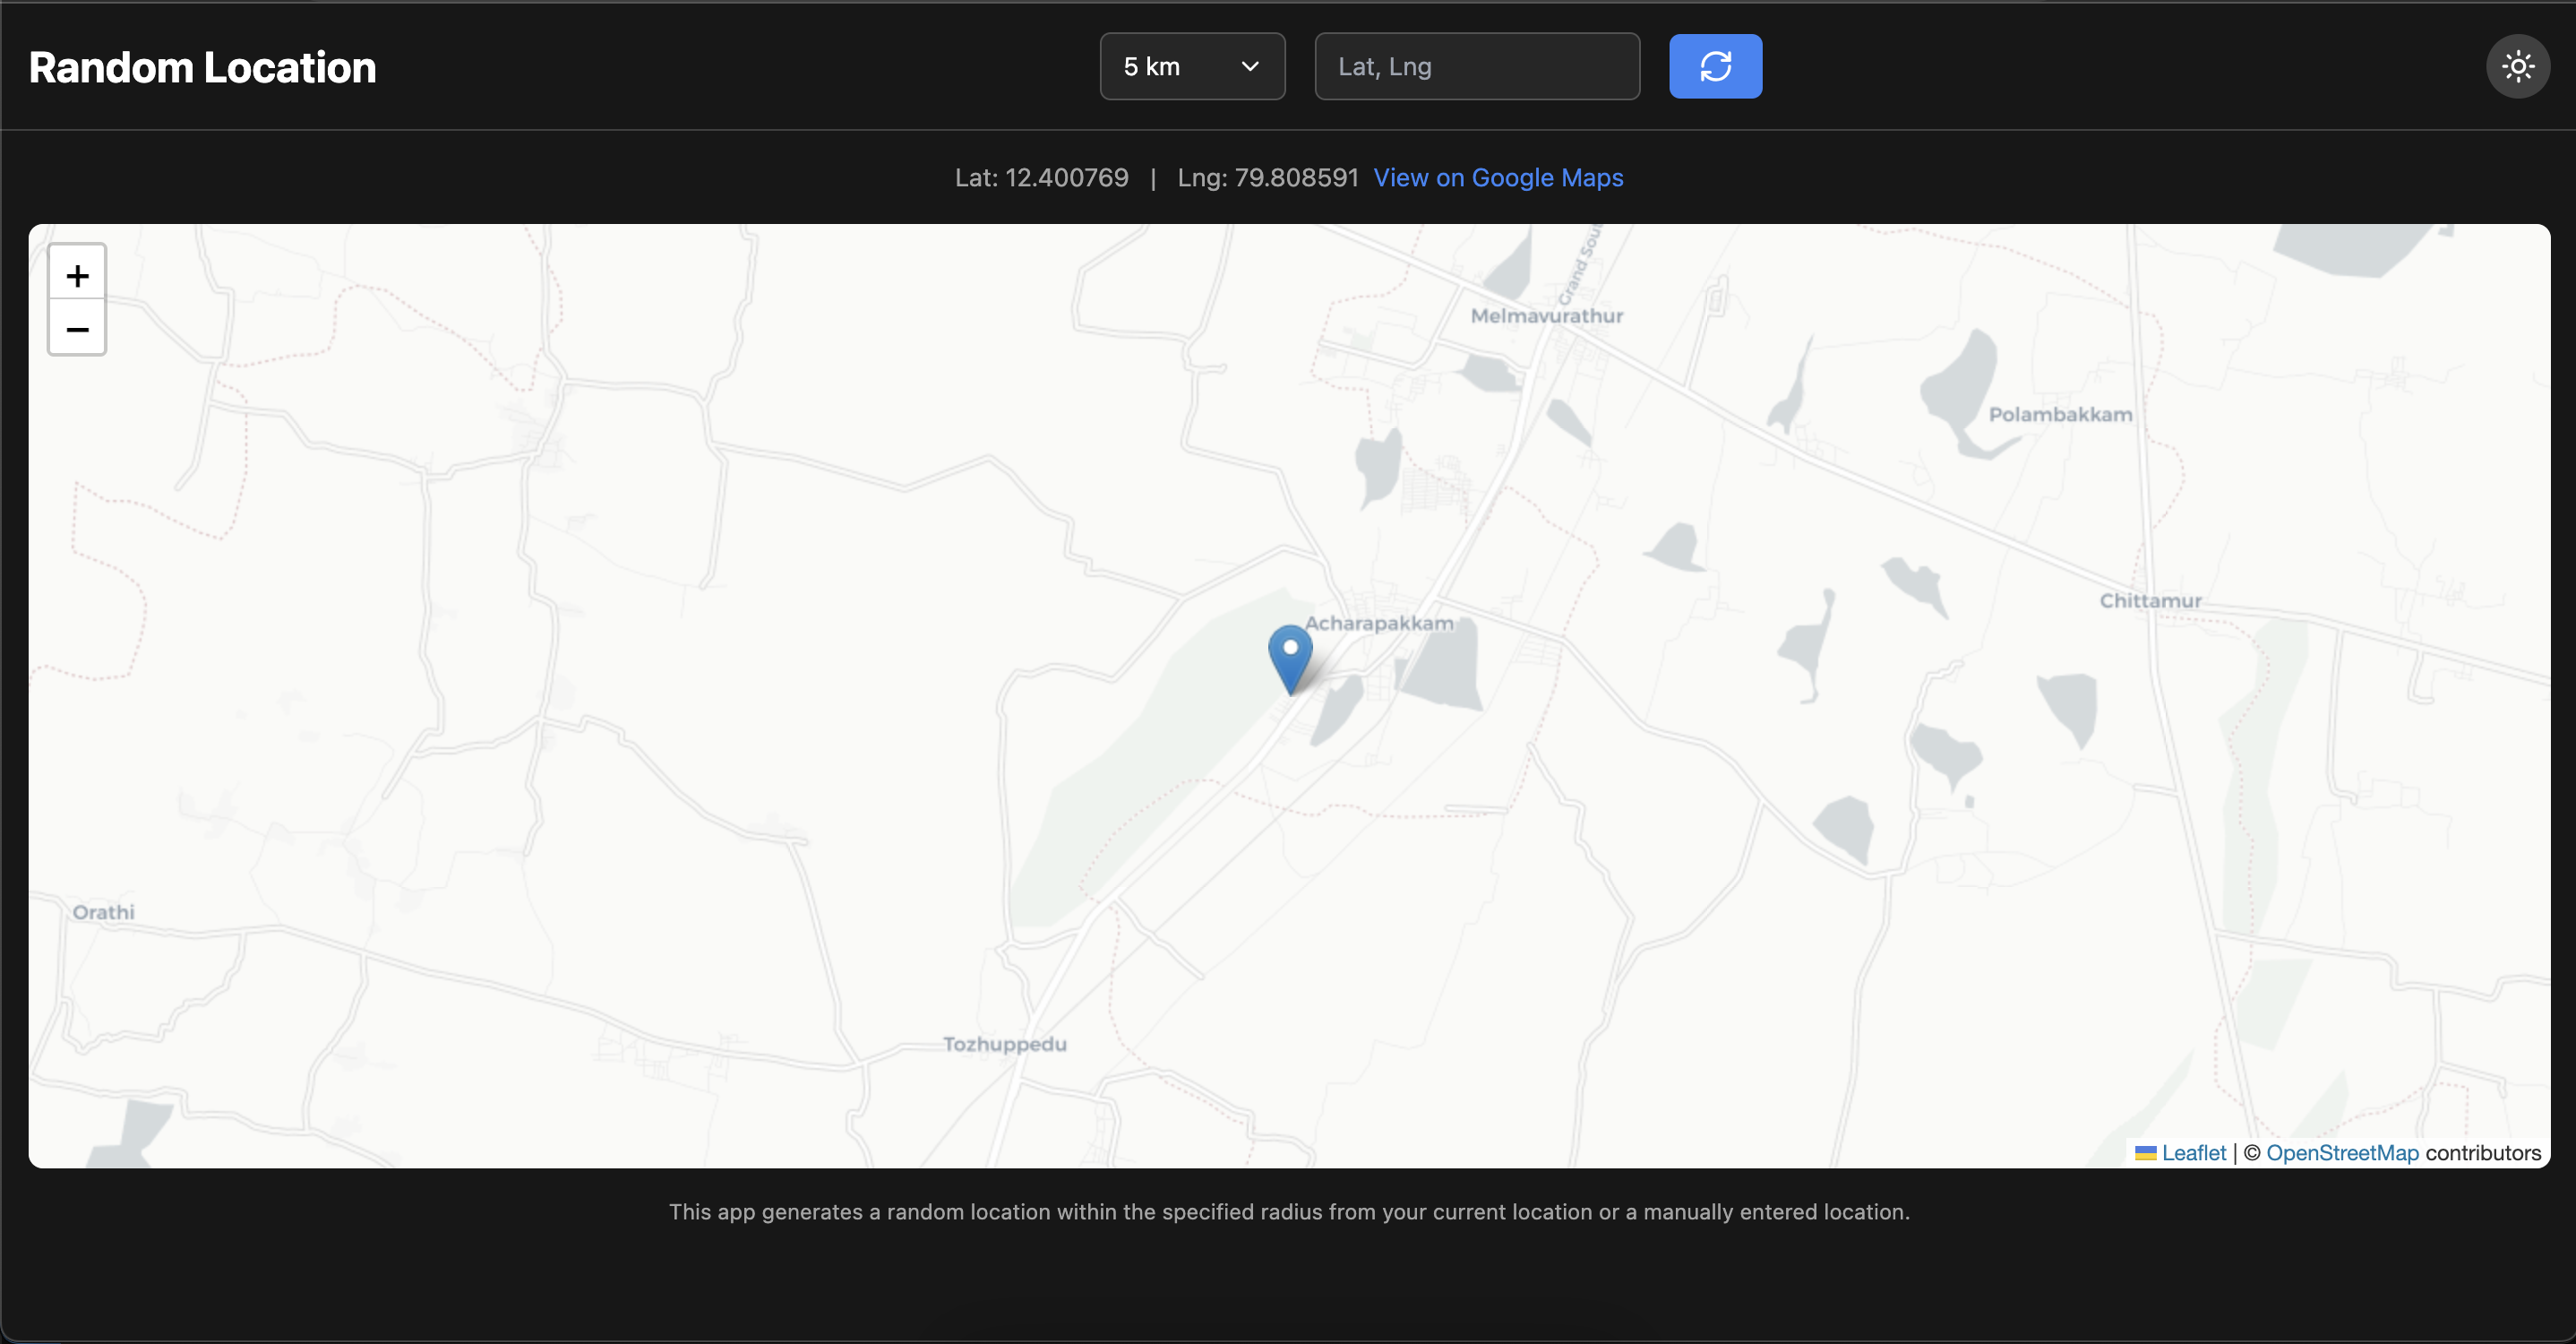 Random Location
5 km
Lat, Lng
Lat: 12.400769 | Lng: 79.808591 View on Google Maps
+
−
Grand Sou
Melmavurathur
Polambakkam
Chittamur
Acharapakkam
Orathi
Tozhuppedu
Leaflet | © OpenStreetMap contributors
This app generates a random location within the specified radius from your current location or a manually entered location.